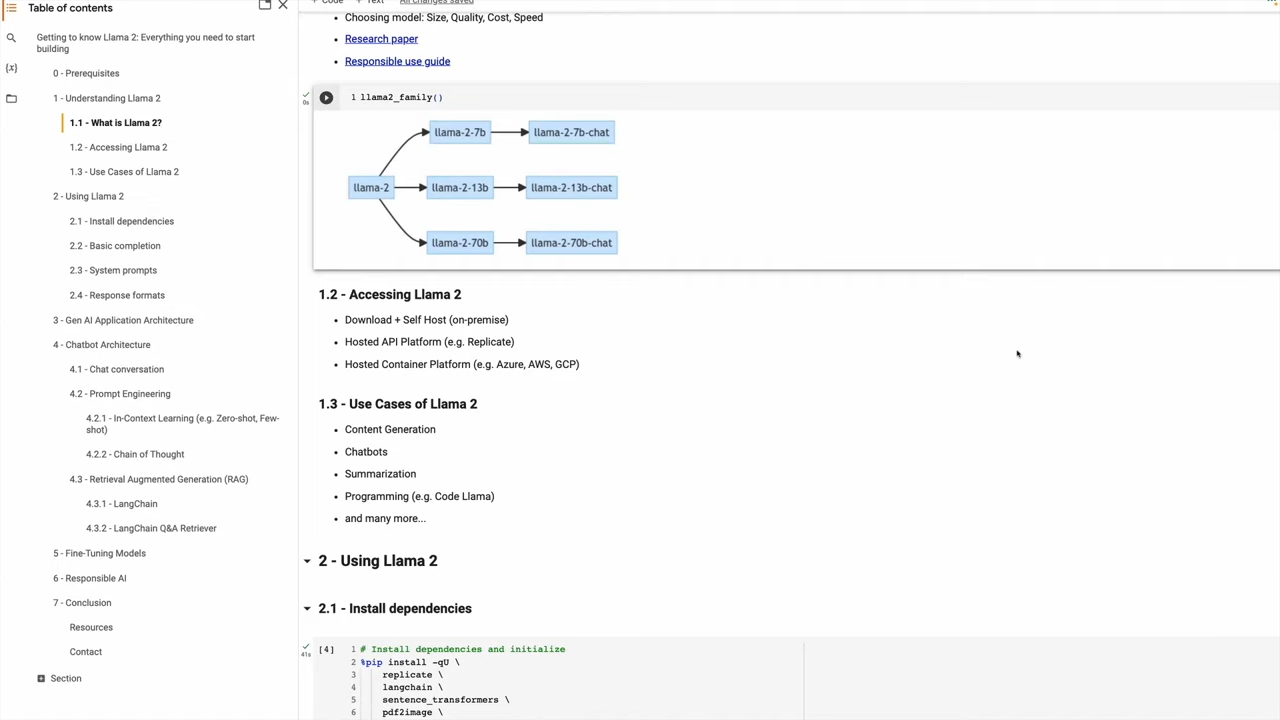 Table of contents
Getting to know Llama 2: Everything you need to start
building
0 - Prerequisites
1 - Understanding Llama 2
1.1 - What is Llama 2?
1.2 - Accessing Llama 2
1.3 - Use Cases of Llama 2
2 - Using Llama 2
2.1 - Install dependencies
2.2 - Basic completion
2.3 - System prompts
2.4 - Response formats
3 - Gen AI Application Architecture
4 - Chatbot Architecture
4.1 - Chat conversation
4.2 - Prompt Engineering
4.2.1 - In-Context Learning (e.g. Zero-shot, Few-
shot)
4.2.2 - Chain of Thought
4.3 - Retrieval Augmented Generation (RAG)
4.3.1 - LangChain
4.3.2 - LangChain Q&A Retriever
5 - Fine-Tuning Models
6 - Responsible AI
7 - Conclusion
Resources
Contact
Section
+ Code + Text All changes saved
• Choosing model: Size, Quality, Cost, Speed
• Research paper
• Responsible use guide
0s
1 llama2_family()
llama-2-7b llama-2-7b-chat
llama-2 llama-2-13b llama-2-13b-chat
llama-2-70b llama-2-70b-chat
1.2 - Accessing Llama 2
• Download + Self Host (on-premise)
• Hosted API Platform (e.g. Replicate)
• Hosted Container Platform (e.g. Azure, AWS, GCP)
1.3 - Use Cases of Llama 2
• Content Generation
• Chatbots
• Summarization
• Programming (e.g. Code Llama)
• and many more...
2 - Using Llama 2
2.1 - Install dependencies
41s
[4] 1 # Install dependencies and initialize
2 %pip install -qU \
3 replicate \
4 langchain \
5 sentence_transformers \
6 pdf2image \